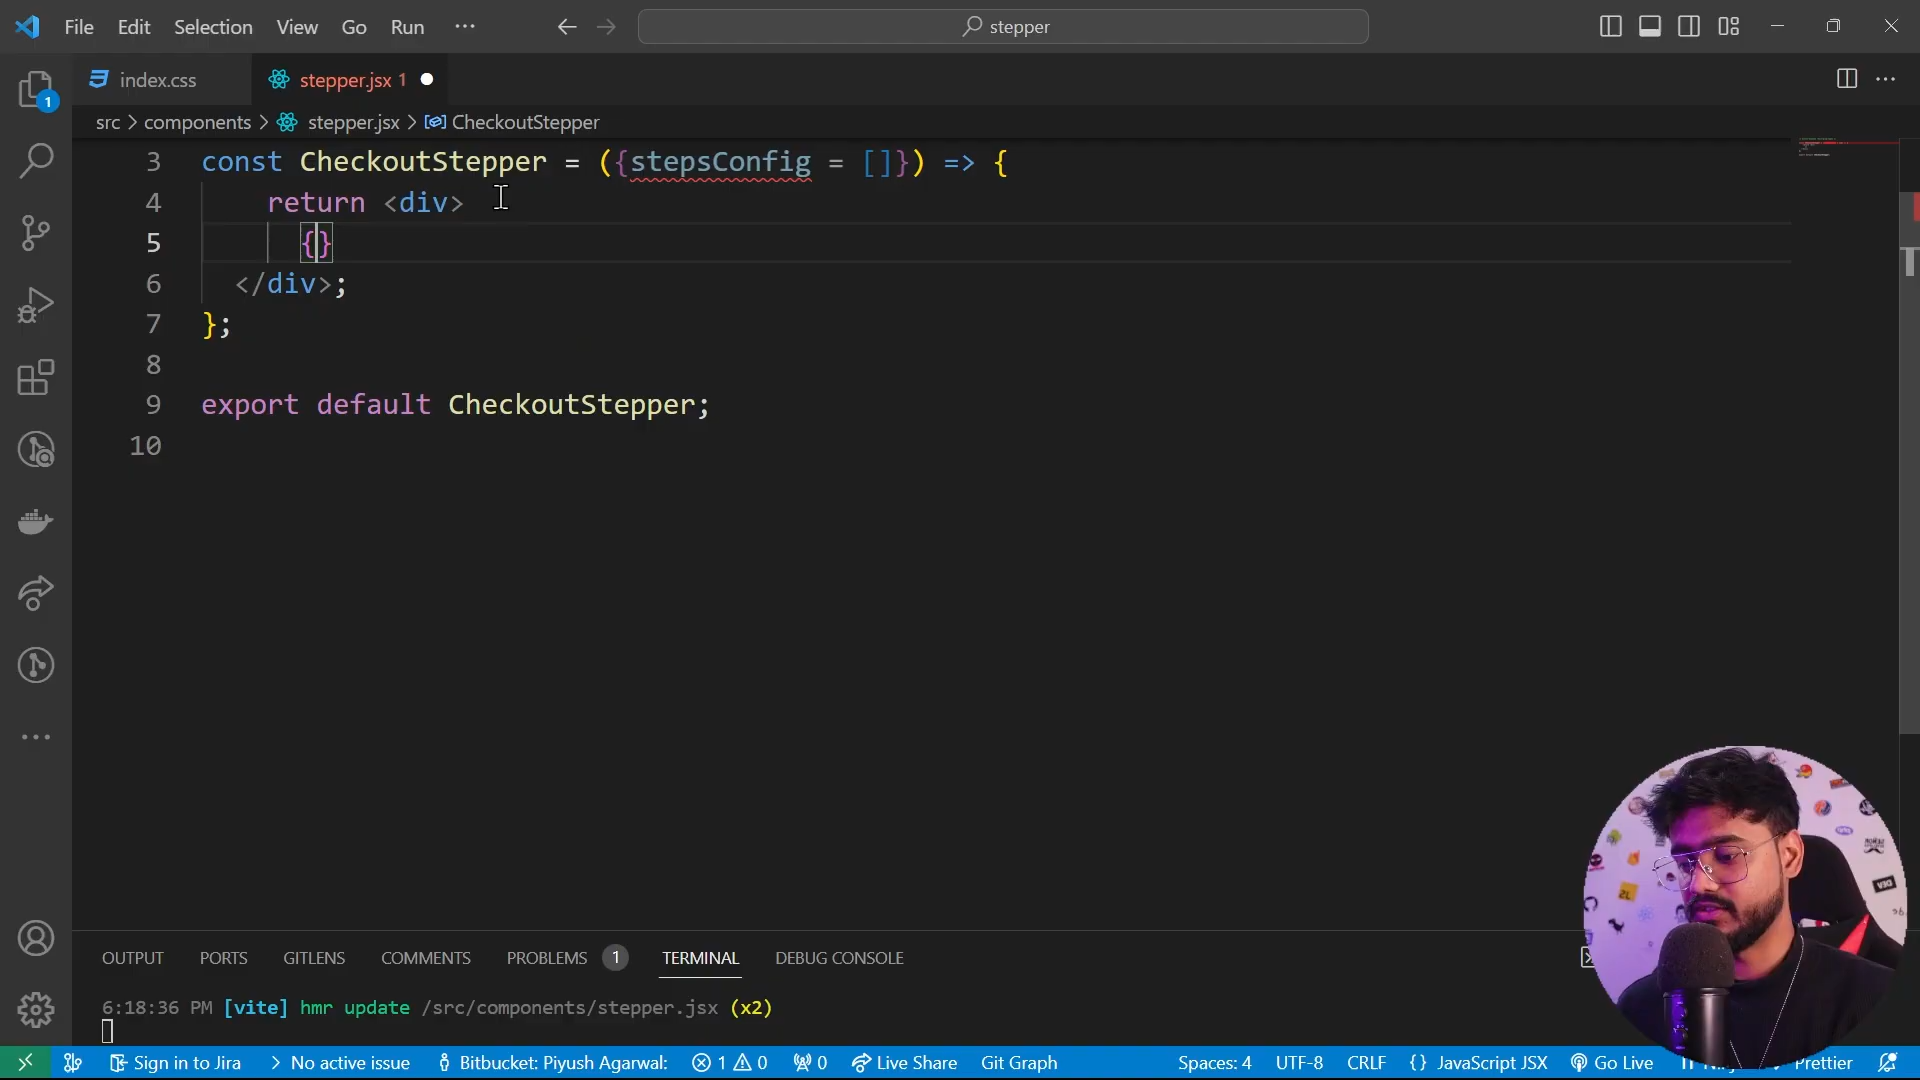 File Edit Selection View Go Run ... stepper
index.css stepper.jsx 1
src > components > stepper.jsx > CheckoutStepper
3 const CheckoutStepper = ({stepsConfig = []}) => {
4 return <div>
5 {}
6 </div>;
7 };
8
9 export default CheckoutStepper;
10
OUTPUT PORTS GITLENS COMMENTS PROBLEMS 1 TERMINAL DEBUG CONSOLE
6:18:36 PM [vite] hmr update /src/components/stepper.jsx (x2)
Sign in to Jira > No active issue Bitbucket: Piyush Agarwal: 1 0 0 Live Share Git Graph Spaces: 4 UTF-8 CRLF {} JavaScript JSX Go Live Prettier